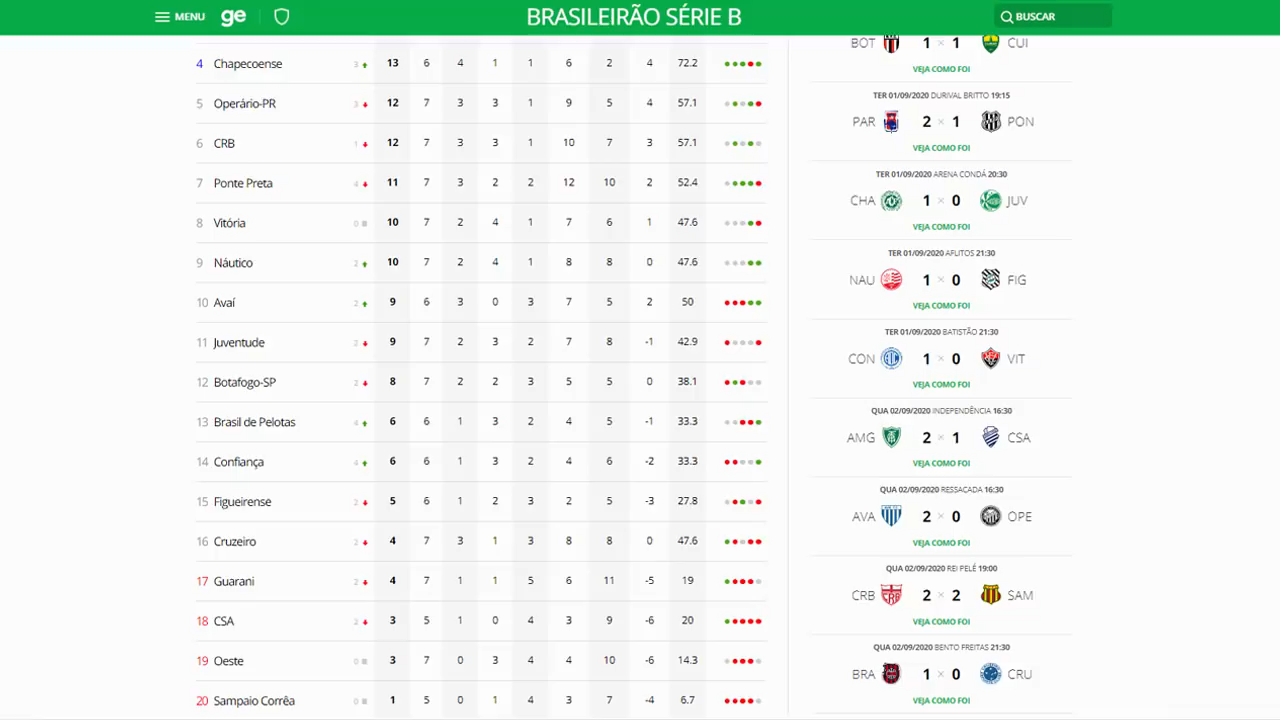 MENU ge BRASILEIRÃO SÉRIE B BUSCAR
4 Chapecoense 3 13 6 4 1 1 6 2 4 72.2
5 Operário-PR 3 12 7 3 3 1 9 5 4 57.1
6 CRB 1 12 7 3 3 1 10 7 3 57.1
7 Ponte Preta 4 11 7 3 2 2 12 10 2 52.4
8 Vitória 0 10 7 2 4 1 7 6 1 47.6
9 Náutico 2 10 7 2 4 1 8 8 0 47.6
10 Avaí 2 9 6 3 0 3 7 5 2 50
11 Juventude 2 9 7 2 3 2 7 8 -1 42.9
12 Botafogo-SP 2 8 7 2 2 3 5 5 0 38.1
13 Brasil de Pelotas 4 6 6 1 3 2 4 5 -1 33.3
14 Confiança 4 6 6 1 3 2 4 6 -2 33.3
15 Figueirense 2 5 6 1 2 3 2 5 -3 27.8
16 Cruzeiro 2 4 7 3 1 3 8 8 0 47.6
17 Guarani 2 4 7 1 1 5 6 11 -5 19
18 CSA 2 3 5 1 0 4 3 9 -6 20
19 Oeste 0 3 7 0 3 4 4 10 -6 14.3
20 Sampaio Corrêa 0 1 5 0 1 4 3 7 -4 6.7
BOT 1 × 1 CUI
VEJA COMO FOI
TER 01/09/2020 DURIVAL BRITTO 19:15
PAR 2 × 1 PON
VEJA COMO FOI
TER 01/09/2020 ARENA CONDÁ 20:30
CHA 1 × 0 JUV
VEJA COMO FOI
TER 01/09/2020 AFLITOS 21:30
NAU 1 × 0 FIG
VEJA COMO FOI
TER 01/09/2020 BATISTÃO 21:30
CON 1 × 0 VIT
VEJA COMO FOI
QUA 02/09/2020 INDEPENDÊNCIA 16:30
AMG 2 × 1 CSA
VEJA COMO FOI
QUA 02/09/2020 RESSACADA 16:30
AVA 2 × 0 OPE
VEJA COMO FOI
QUA 02/09/2020 REI PELÉ 19:00
CRB 2 × 2 SAM
VEJA COMO FOI
QUA 02/09/2020 BENTO FREITAS 21:30
BRA 1 × 0 CRU
VEJA COMO FOI